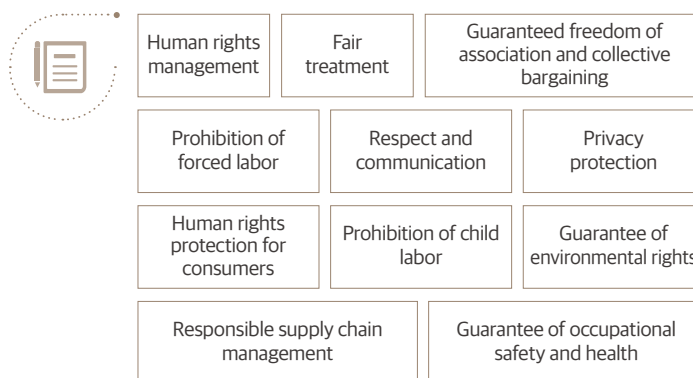 Human rights
management
Fair
treatment
Guaranteed freedom of
association and collective
bargaining
Prohibition of
forced labor
Respect and
communication
Privacy
protection
Human rights
protection for
consumers
Prohibition of child
labor
Guarantee of
environmental rights
Responsible supply chain
management
Guarantee of occupational
safety and health